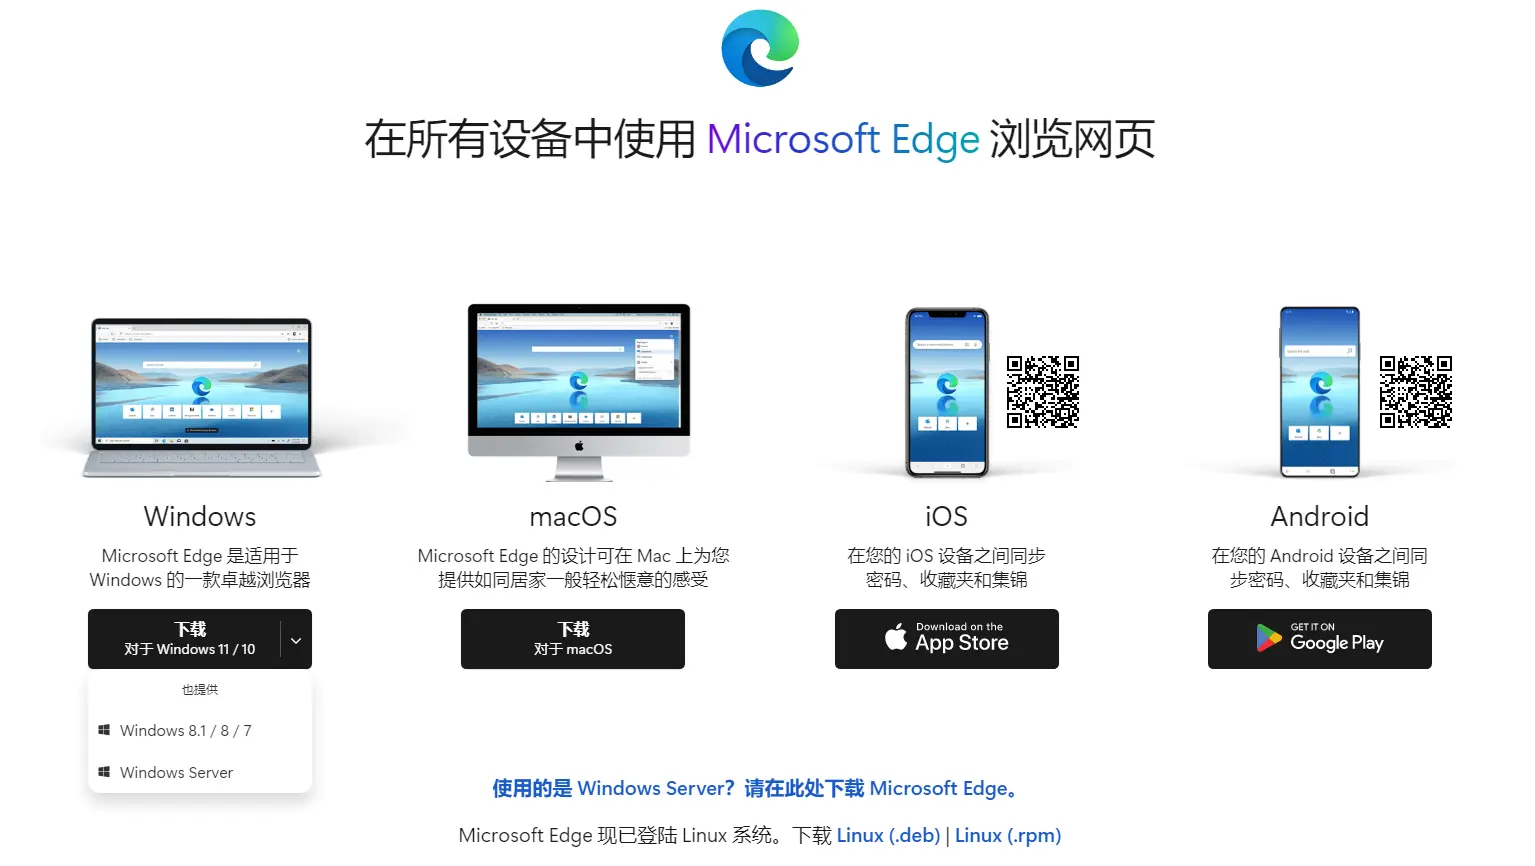 在所有设备中使用 Microsoft Edge 浏览网页
Windows
Microsoft Edge 是适用于
Windows 的一款卓越浏览器
下载
对于 Windows 11 / 10
也提供
Windows 8.1 / 8 / 7
Windows Server
macOS
Microsoft Edge 的设计可在 Mac 上为您
提供如同居家一般轻松惬意的感受
下载
对于 macOS
iOS
在您的 iOS 设备之间同步
密码、收藏夹和集锦
Download on the
App Store
Android
在您的 Android 设备之间同
步密码、收藏夹和集锦
GET IT ON
Google Play
使用的是 Windows Server？请在此处下载 Microsoft Edge。
Microsoft Edge 现已登陆 Linux 系统。下载 Linux (.deb) | Linux (.rpm)